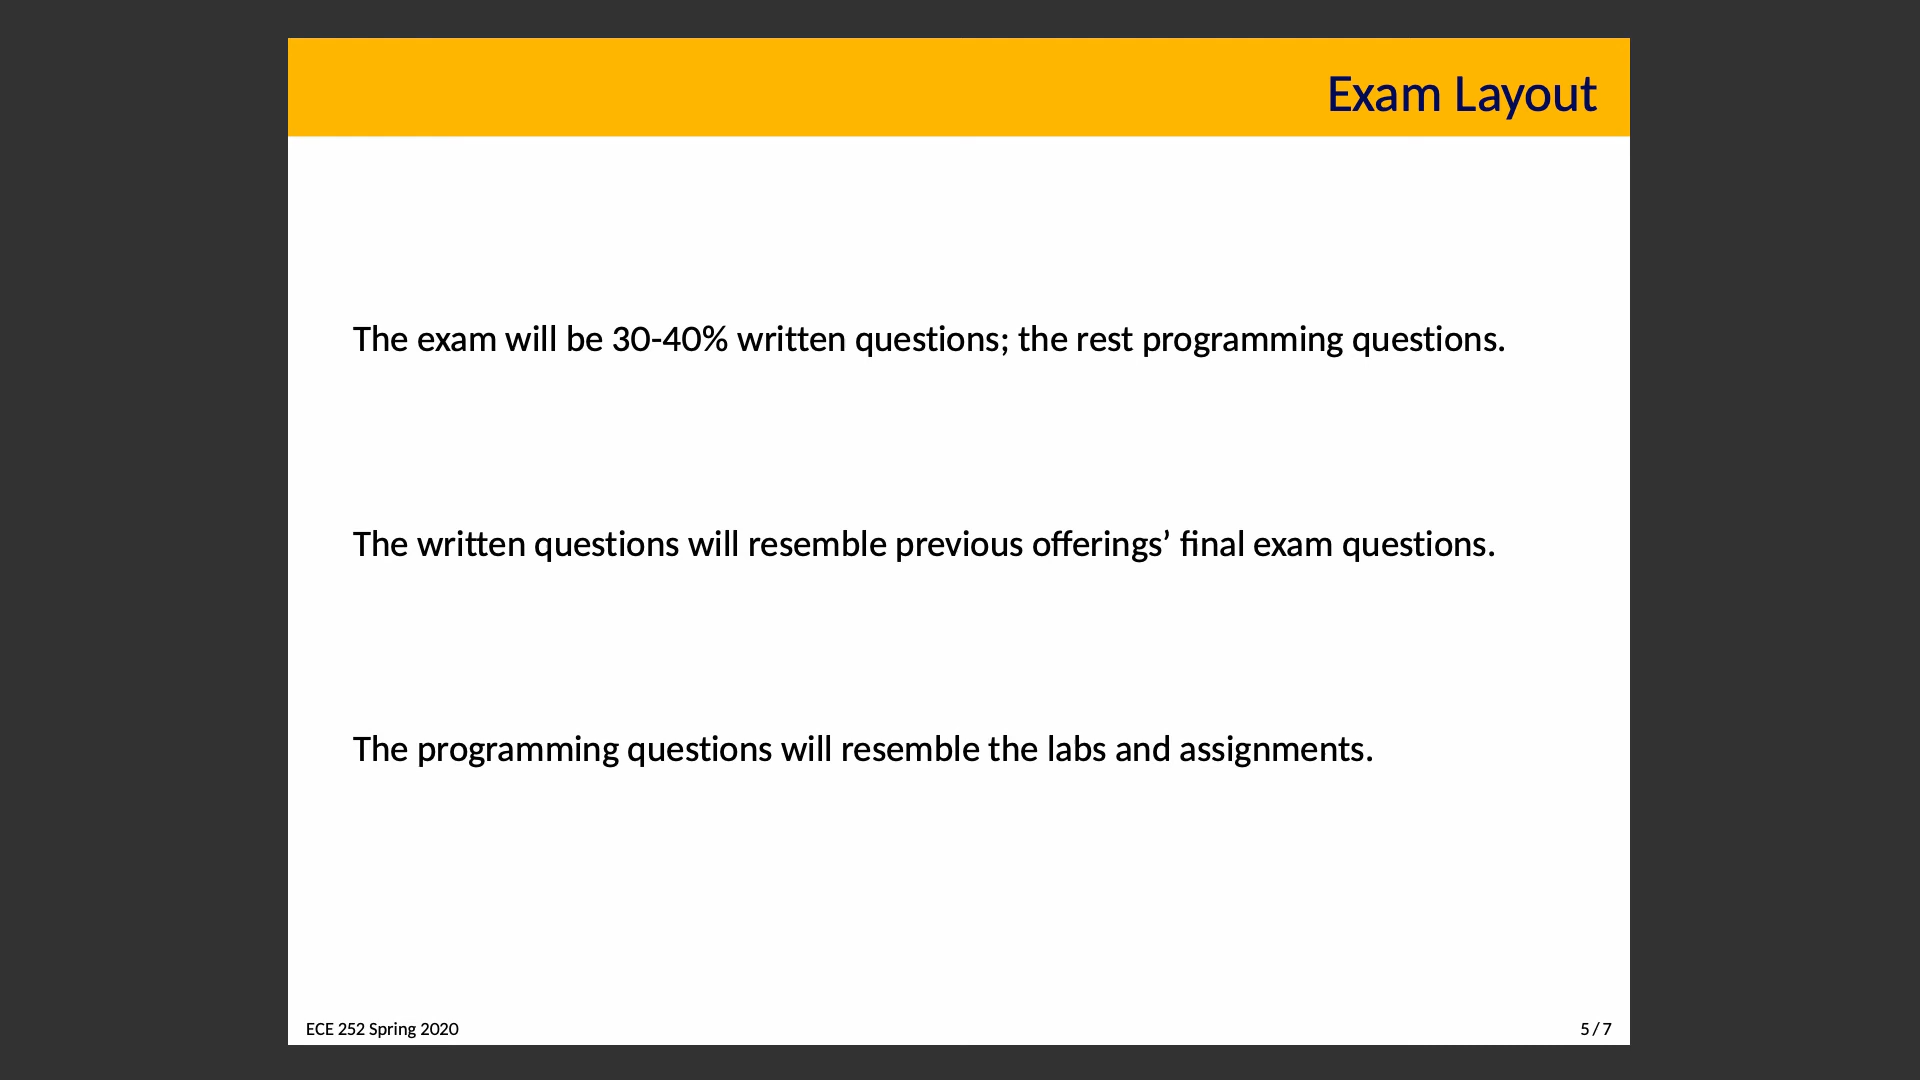 Exam Layout
The exam will be 30-40% written questions; the rest programming questions.
The written questions will resemble previous offerings’ final exam questions.
The programming questions will resemble the labs and assignments.
ECE 252 Spring 2020
5 / 7